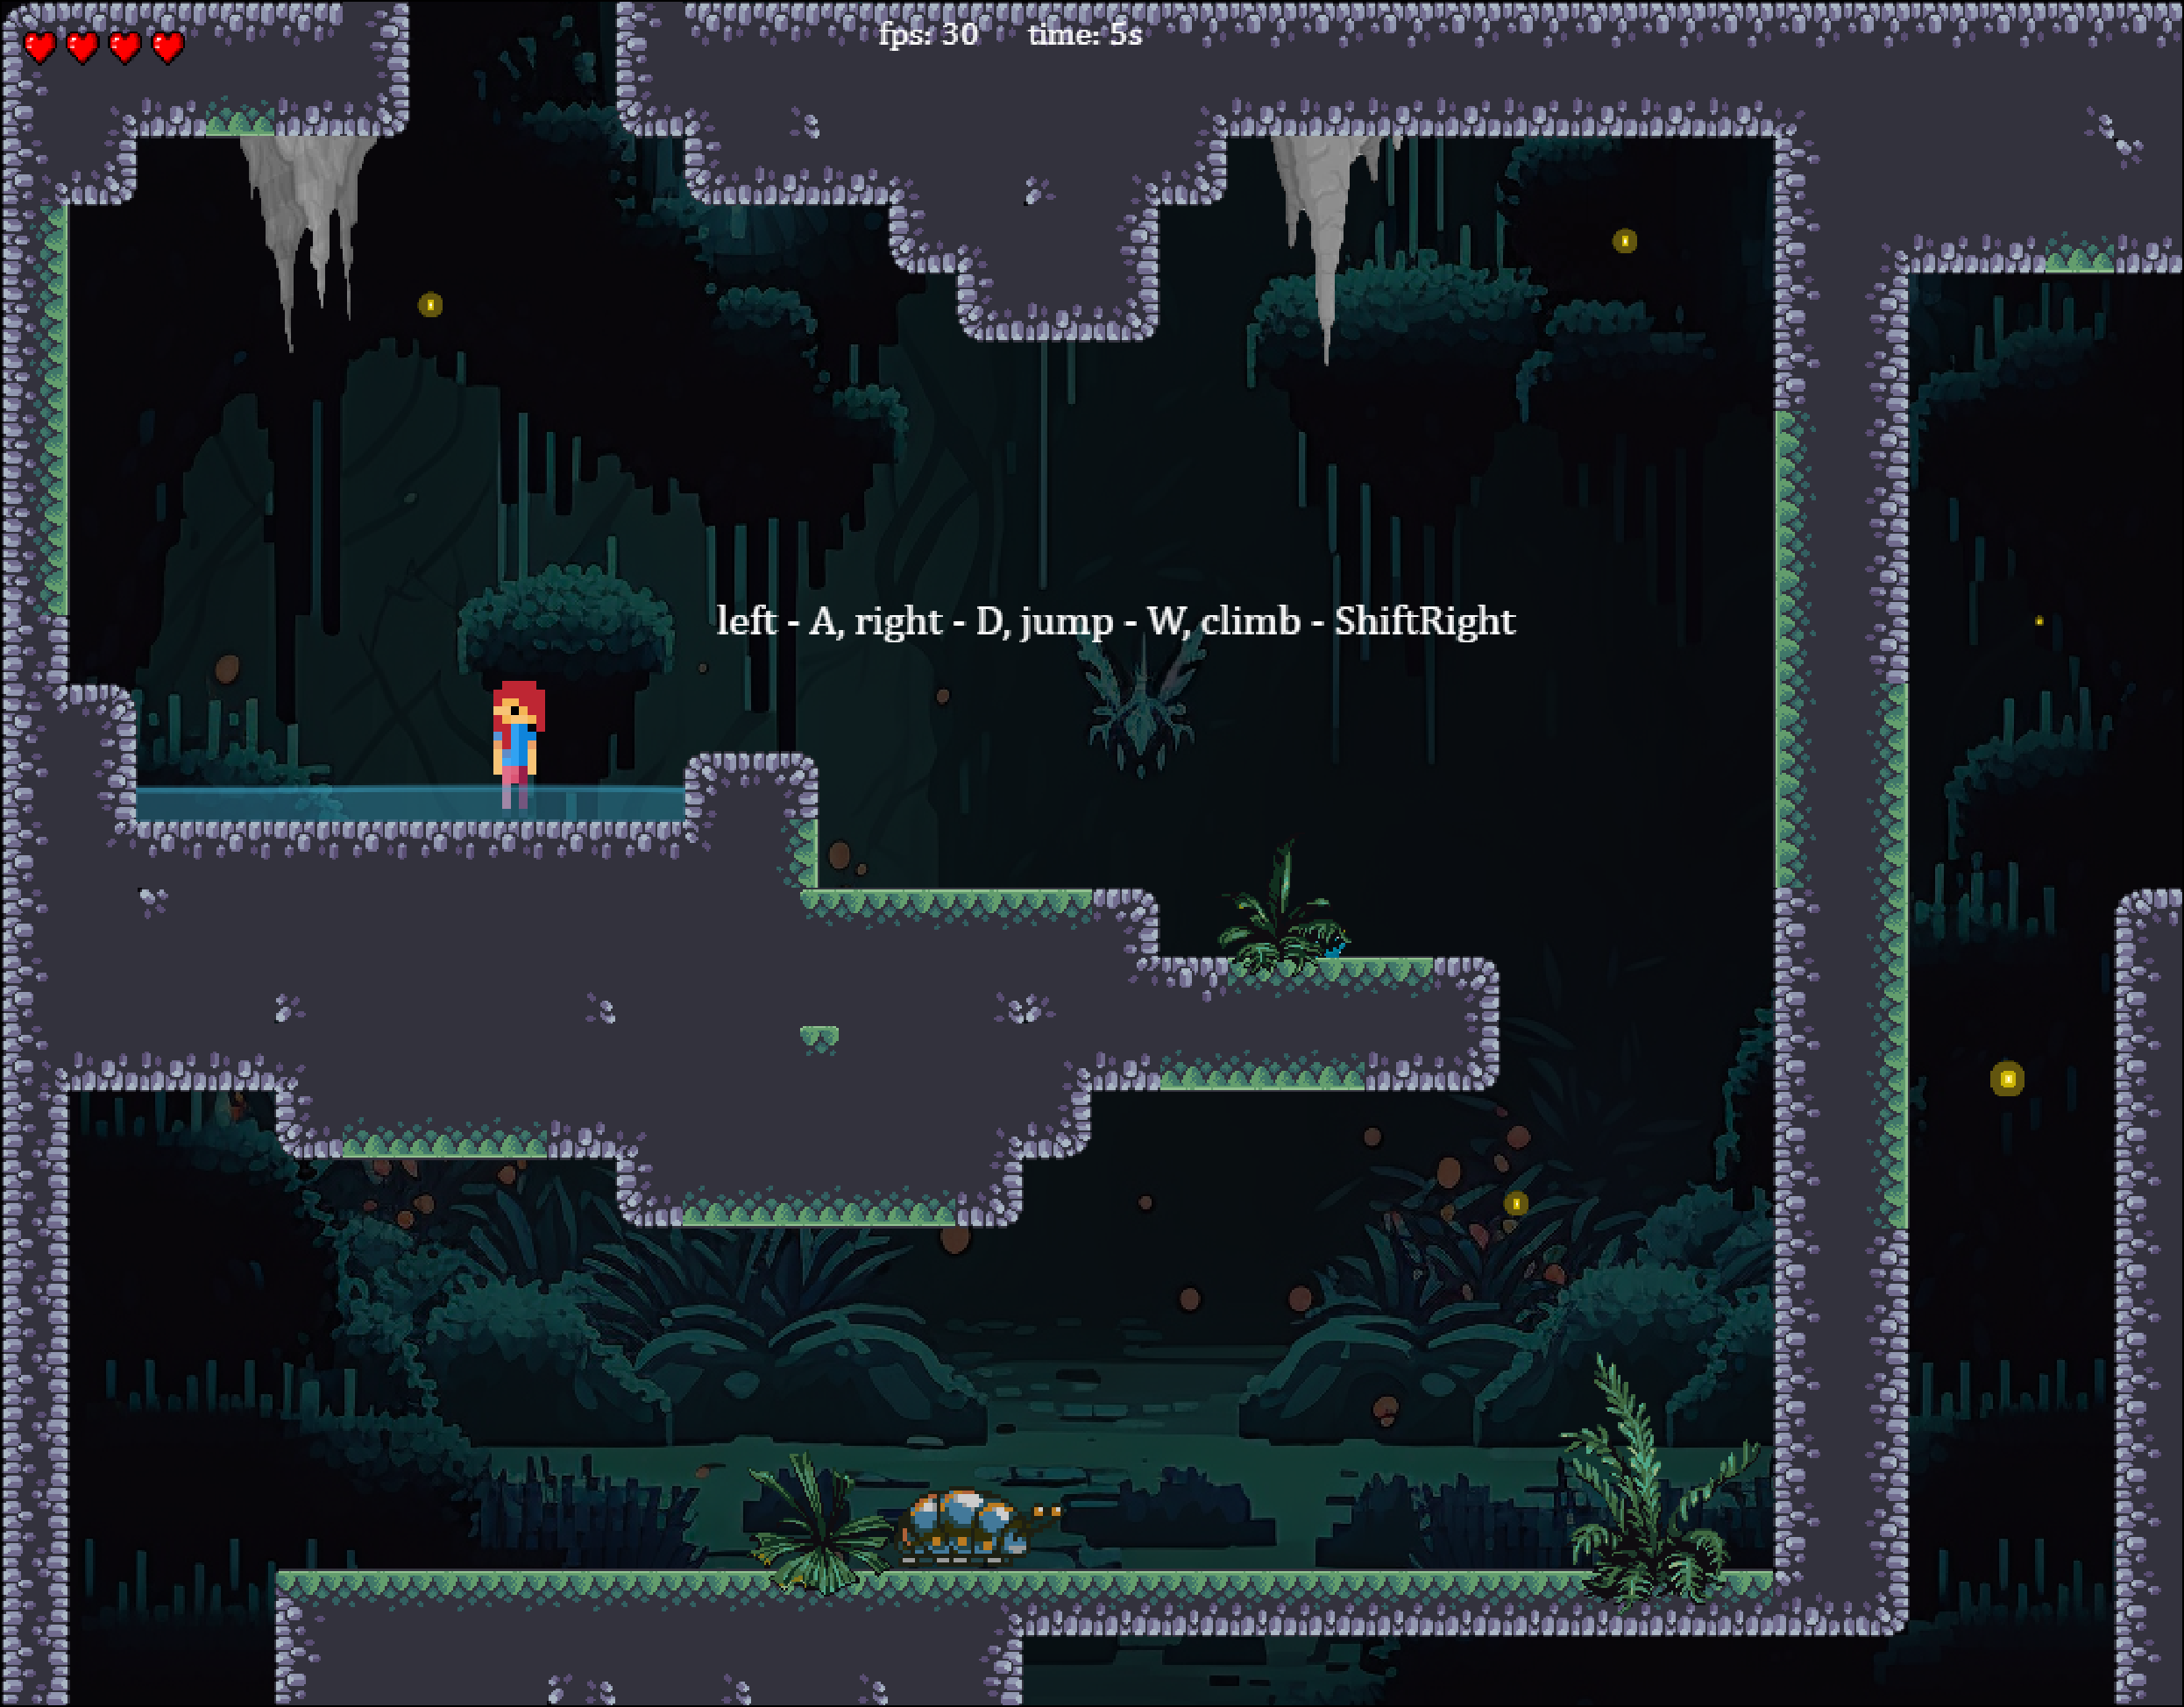 fps: 30 time: 5s
left - A, right - D, jump - W, climb - ShiftRight